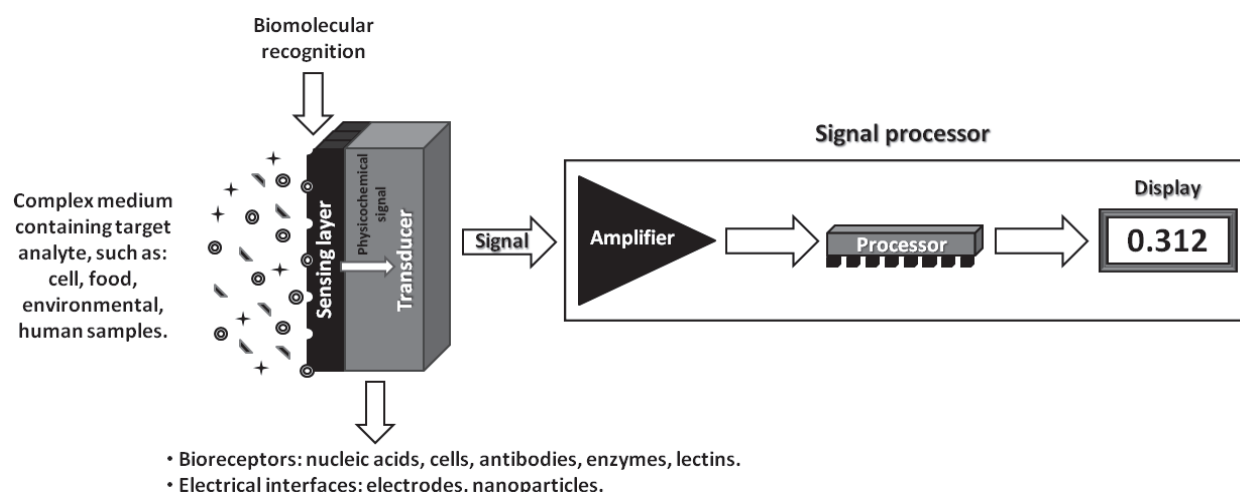 Biomolecular
recognition
Signal processor
Complex medium
containing target
analyte, such as:
cell, food,
environmental,
human samples.
Sensing layer
Physicochemical
signal
Transducer
Signal
Amplifier
Processor
Display
0.312
• Bioreceptors: nucleic acids, cells, antibodies, enzymes, lectins.
• Electrical interfaces: electrodes, nanoparticles.